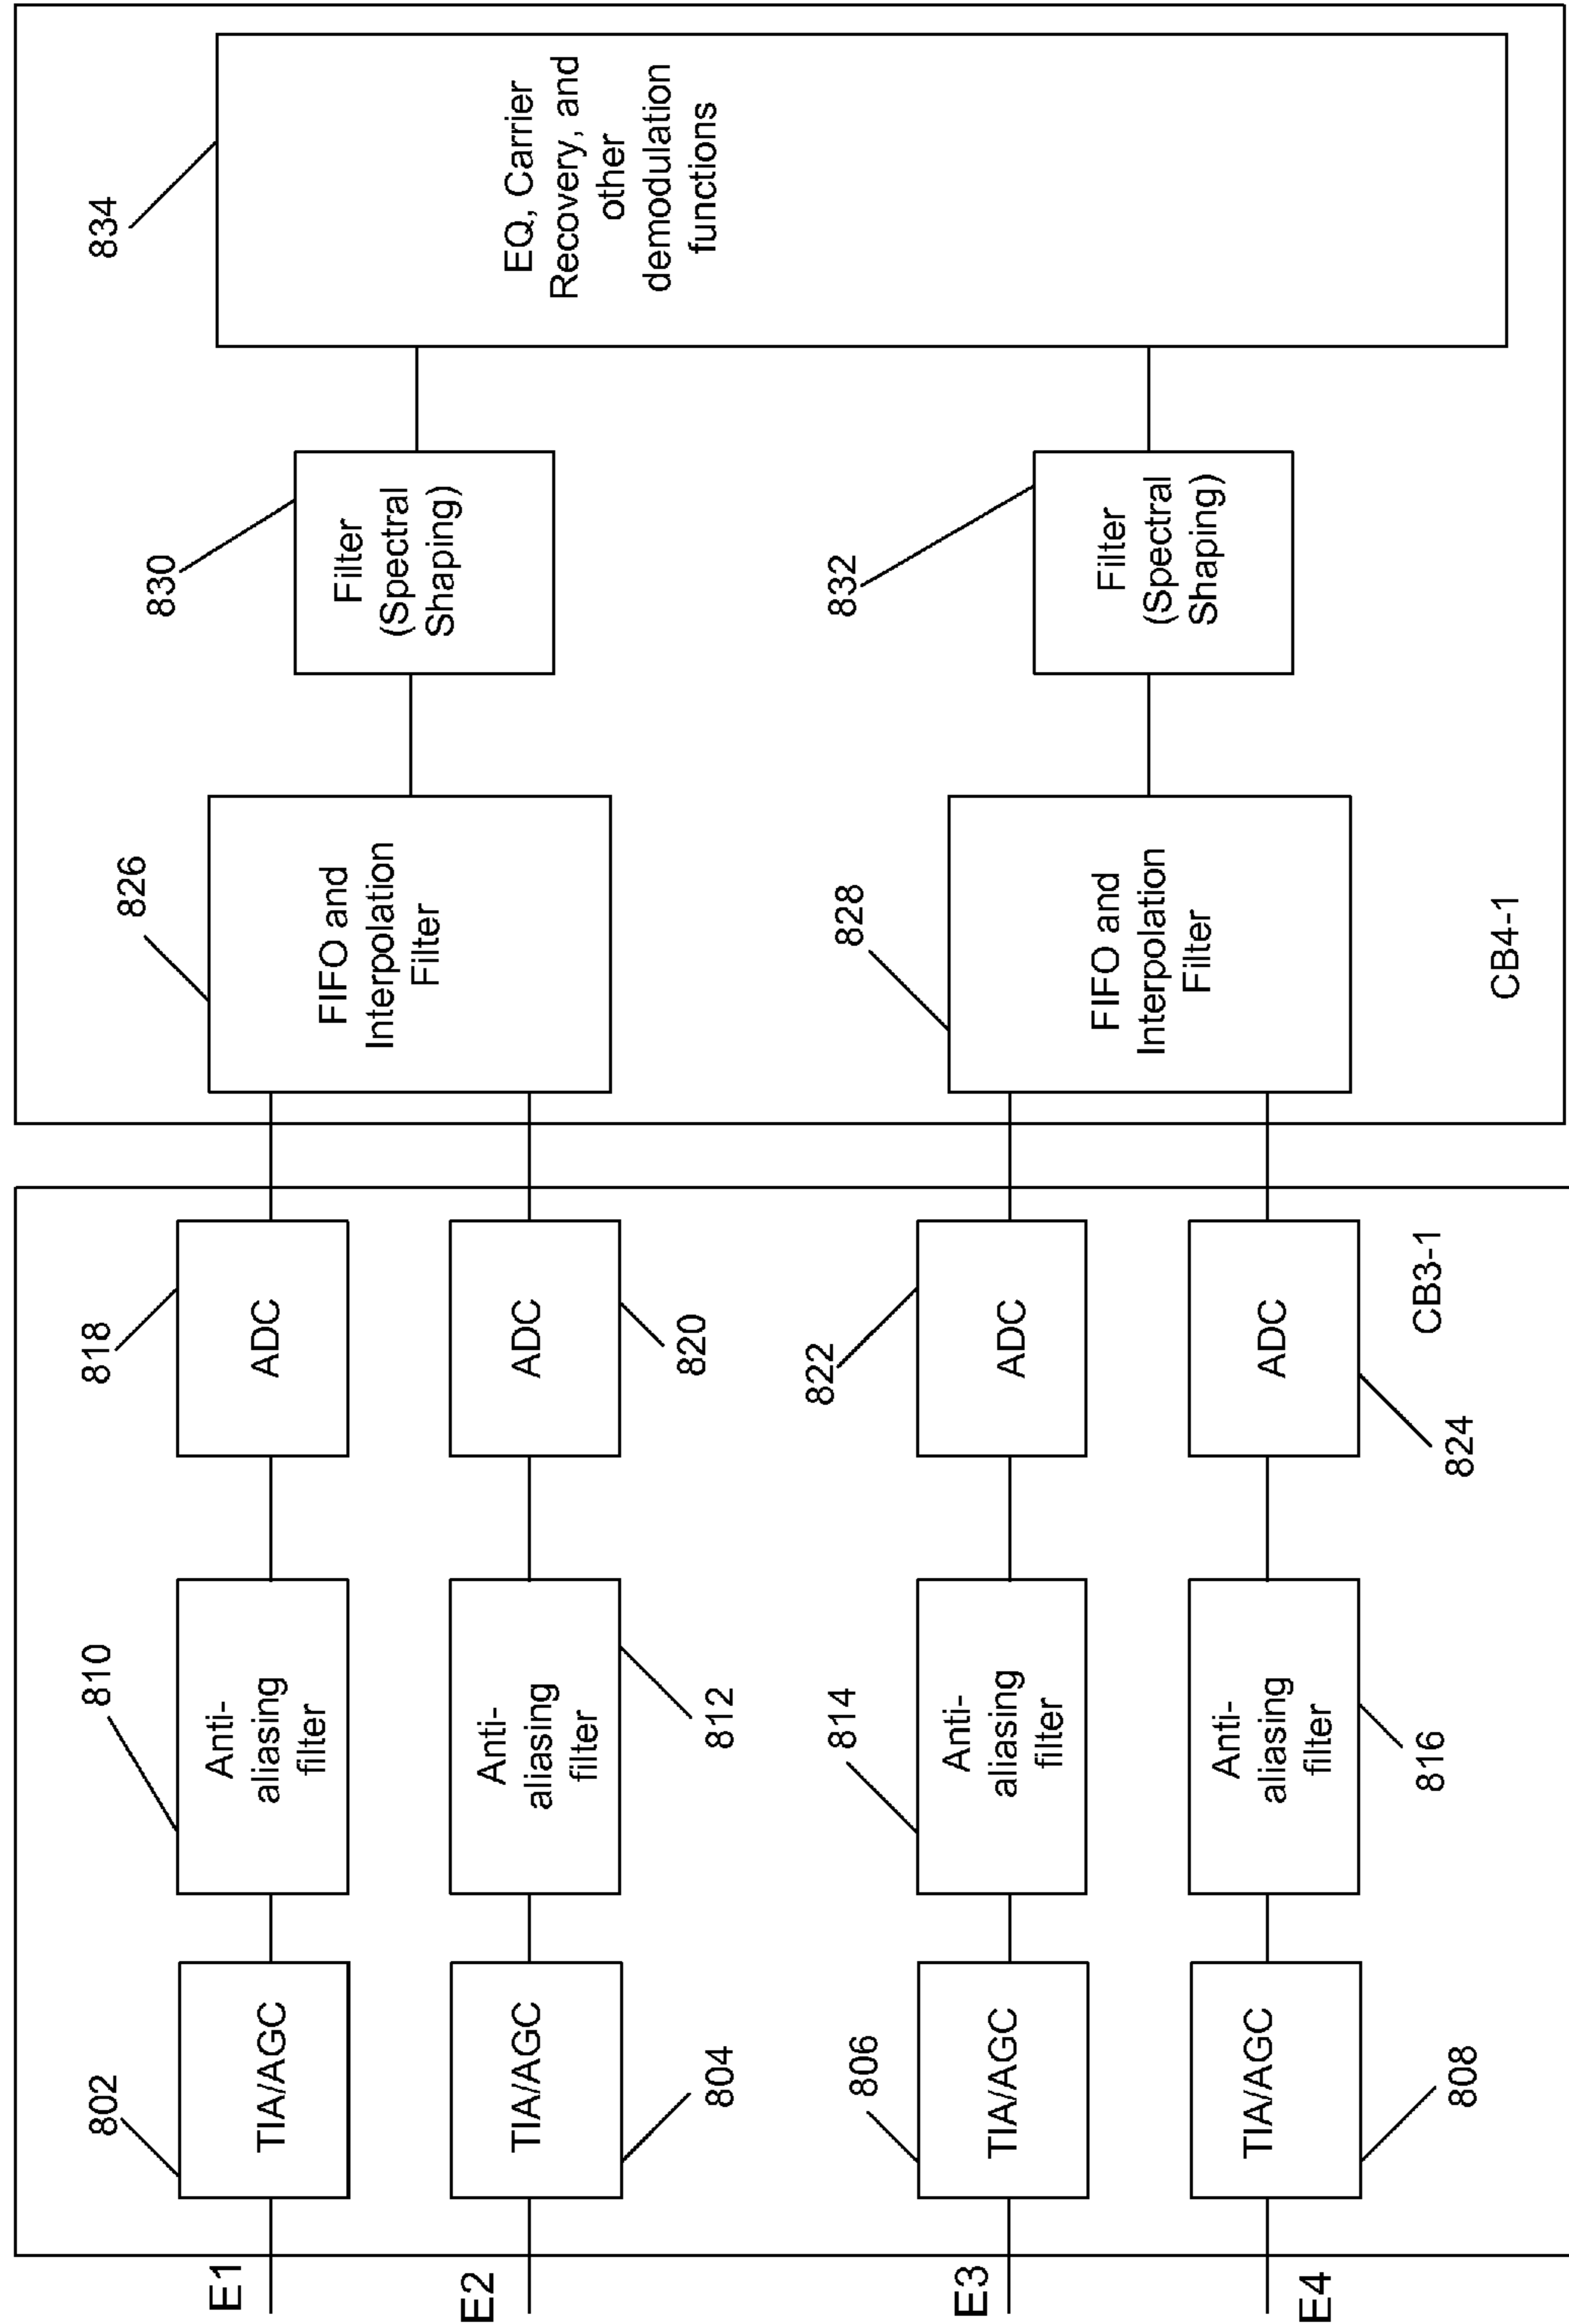 E1
802
TIA/AGC
810
Anti-
aliasing
filter
818
ADC
E2
TIA/AGC
804
Anti-
aliasing
filter
812
ADC
820
E3
806
TIA/AGC
814
Anti-
aliasing
filter
822
ADC
E4
TIA/AGC
808
Anti-
aliasing
filter
816
ADC
824
CB3-1
826
FIFO and
Interpolation
Filter
830
Filter
(Spectral
Shaping)
828
FIFO and
Interpolation
Filter
832
Filter
(Spectral
Shaping)
834
EQ, Carrier
Recovery, and
other
demodulation
functions
CB4-1